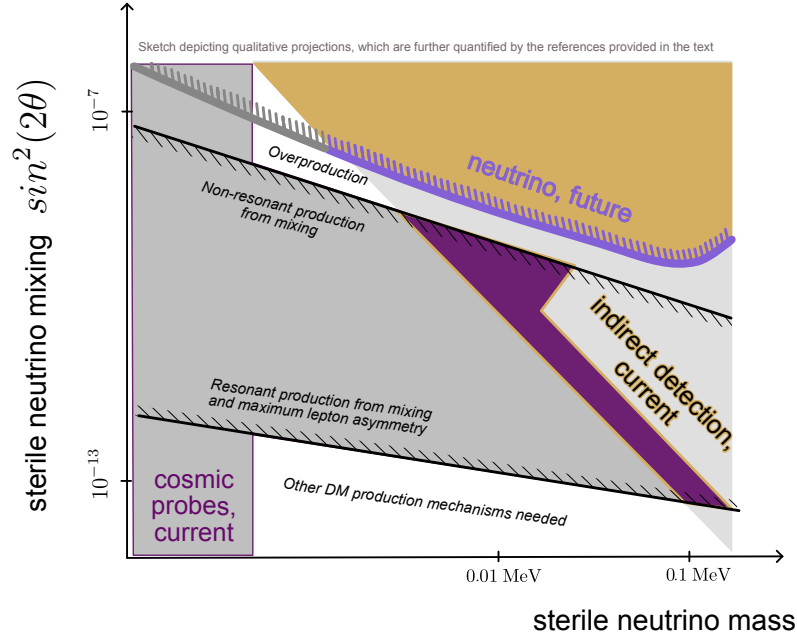 Sketch depicting qualitative projections, which are further quantified by the references provided in the text
sterile neutrino mixing sin²(2θ)
10⁻⁷
10⁻¹³
Overproduction
neutrino, future
Non-resonant production
from mixing
indirect detection,
current
Resonant production from mixing
and maximum lepton asymmetry
cosmic
probes,
current
Other DM production mechanisms needed
0.01 MeV
0.1 MeV
sterile neutrino mass